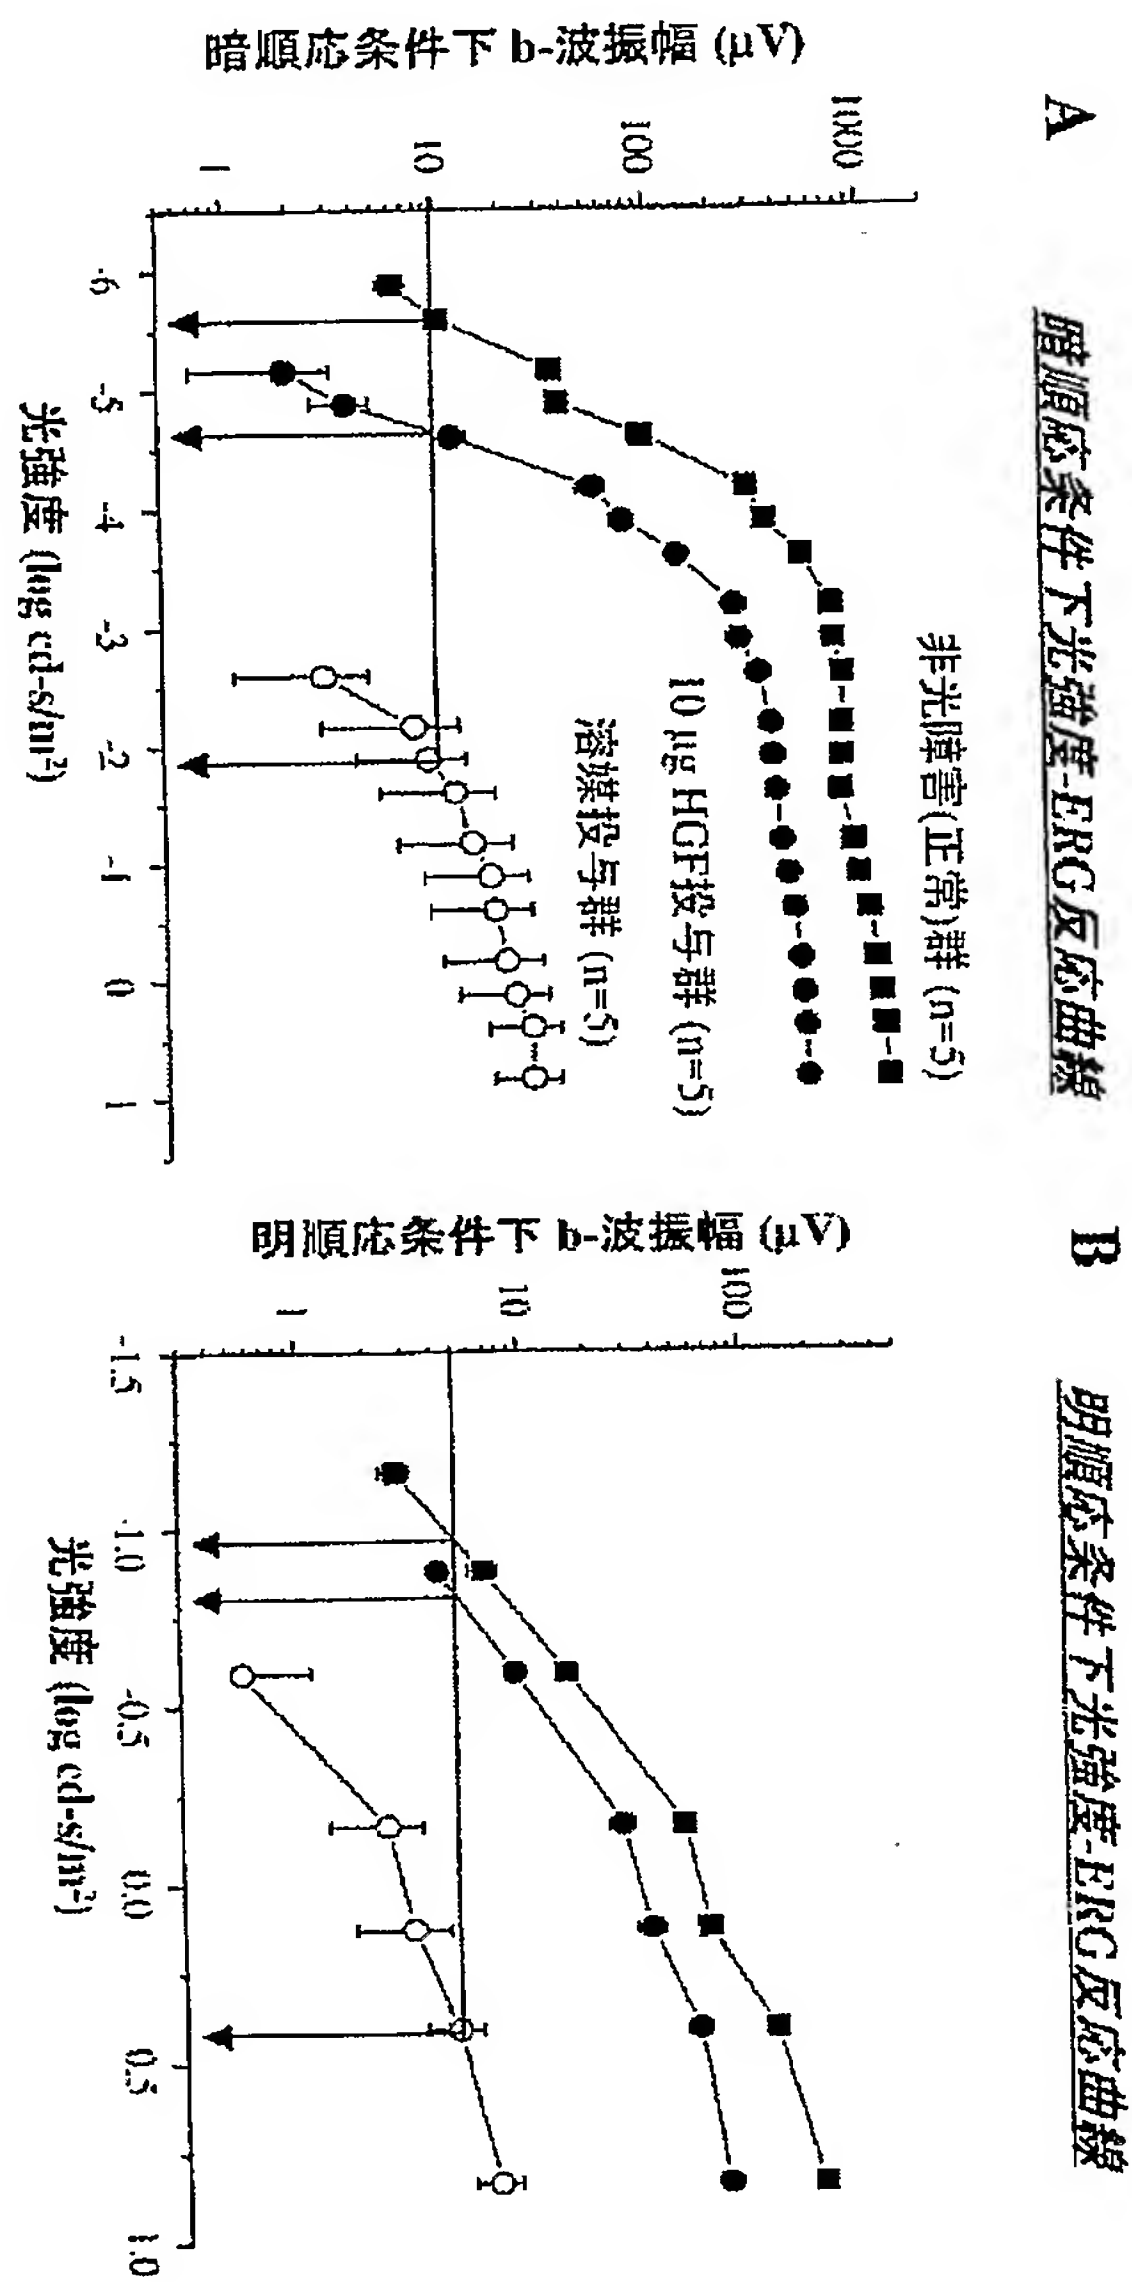 A
暗順応条件下光強度-ERG反応曲線
暗順応条件下 b-波振幅 (μV)
1000
100
10
1
非光障害(正常)群 (n=5)
10 μg HGF投与群 (n=5)
溶媒投与群 (n=5)
-6
-5
-4
-3
-2
-1
0
1
光強度 (log cd-s/m²)
B
明順応条件下光強度-ERG反応曲線
明順応条件下 b-波振幅 (μV)
100
10
1
-1.5
-1.0
-0.5
0.0
0.5
1.0
光強度 (log cd-s/m²)